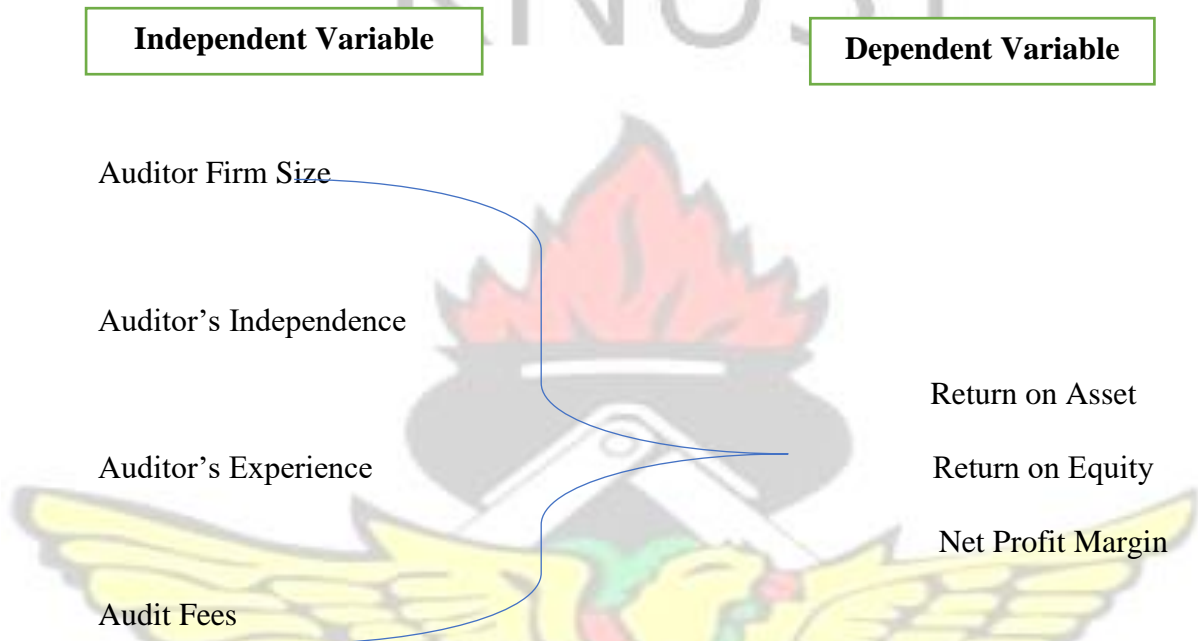 KNUST
Independent Variable
Dependent Variable
Auditor Firm Size
Auditor’s Independence
Return on Asset
Auditor’s Experience
Return on Equity
Net Profit Margin
Audit Fees